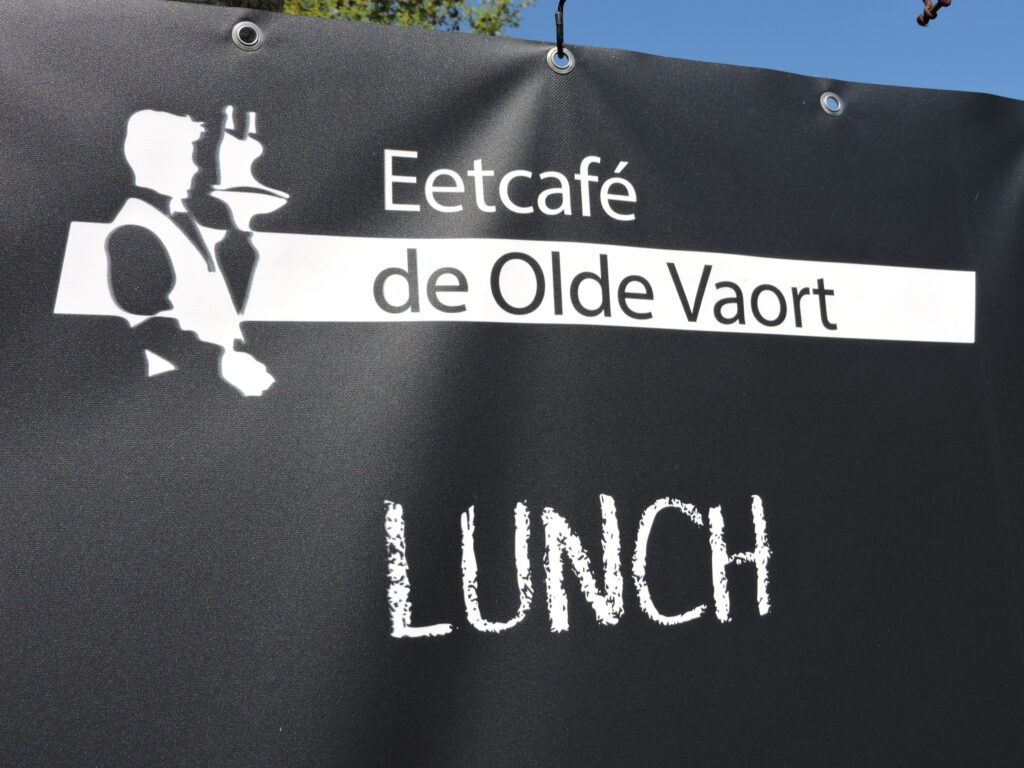 Eetcafé
de Olde Vaort
LUNCH